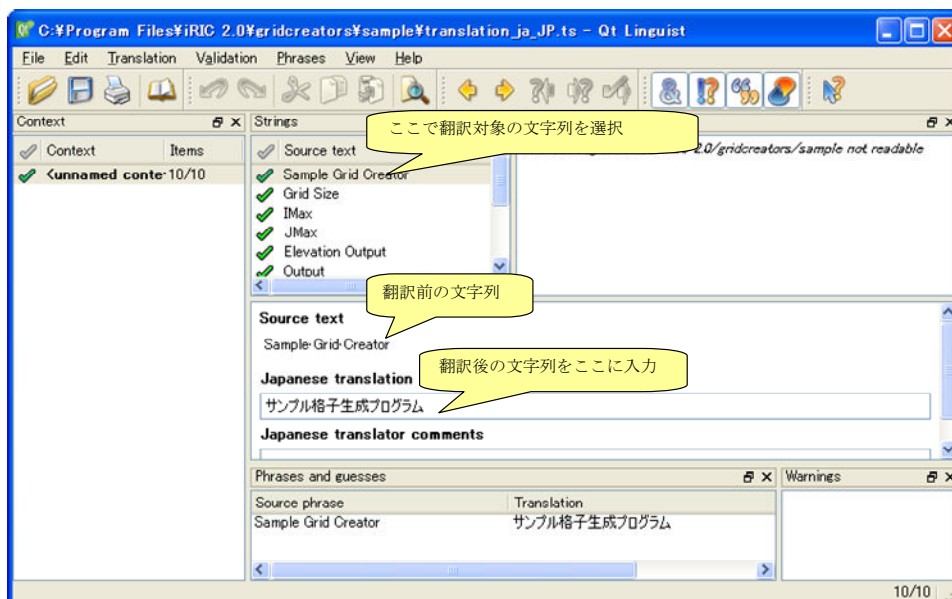 C:¥Program Files¥iRIC 2.0¥gridcreators¥sample¥translation_ja_JP.ts - Qt Linguist
File Edit Translation Validation Phrases View Help
Context
Strings
ここで翻訳対象の文字列を選択
Context Items
Source text
2.0/gridcreators/sample not readable
<unnamed conte 10/10
Sample Grid Creator
Grid Size
IMax
JMax
Elevation Output
Output
翻訳前の文字列
Source text
Sample Grid Creator
翻訳後の文字列をここに入力
Japanese translation
サンプル格子生成プログラム
Japanese translator comments
Phrases and guesses
Warnings
Source phrase Translation
Sample Grid Creator サンプル格子生成プログラム
10/10